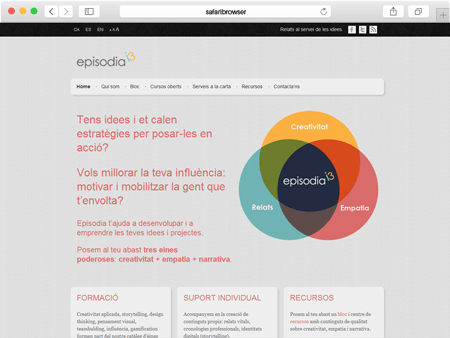 safaribrowser
CA ES EN A A A
Relats al servei de les idees
episodia
Home Qui som Bloc Cursos oberts Serveis a la carta Recursos Contacta'ns
Tens idees i et calen
estratègies per posar-les en
acció?
Vols millorar la teva influència:
motivar i mobilitzar la gent que
t'envolta?
Episodia t'ajuda a desenvolupar i a
emprendre les teves idees i projectes.
Posem al teu abast tres eines
poderoses: creativitat + empatia + narrativa.
Creativitat
episodia
Relats
Empatia
FORMACIÓ
Creativitat aplicada, storytelling, design
thinking, pensament visual,
teambuilding, influència, gamification
formen part del nostre catàleg d'eines
SUPORT INDIVIDUAL
Acompanyem en la creació de
continguts propis: relats vitals,
cronologies professionals, identitats
digitals (storytelling).
RECURSOS
Posem al teu abast un bloc i centre de
recursos amb continguts de qualitat
sobre creativitat, empatia i narrativa.